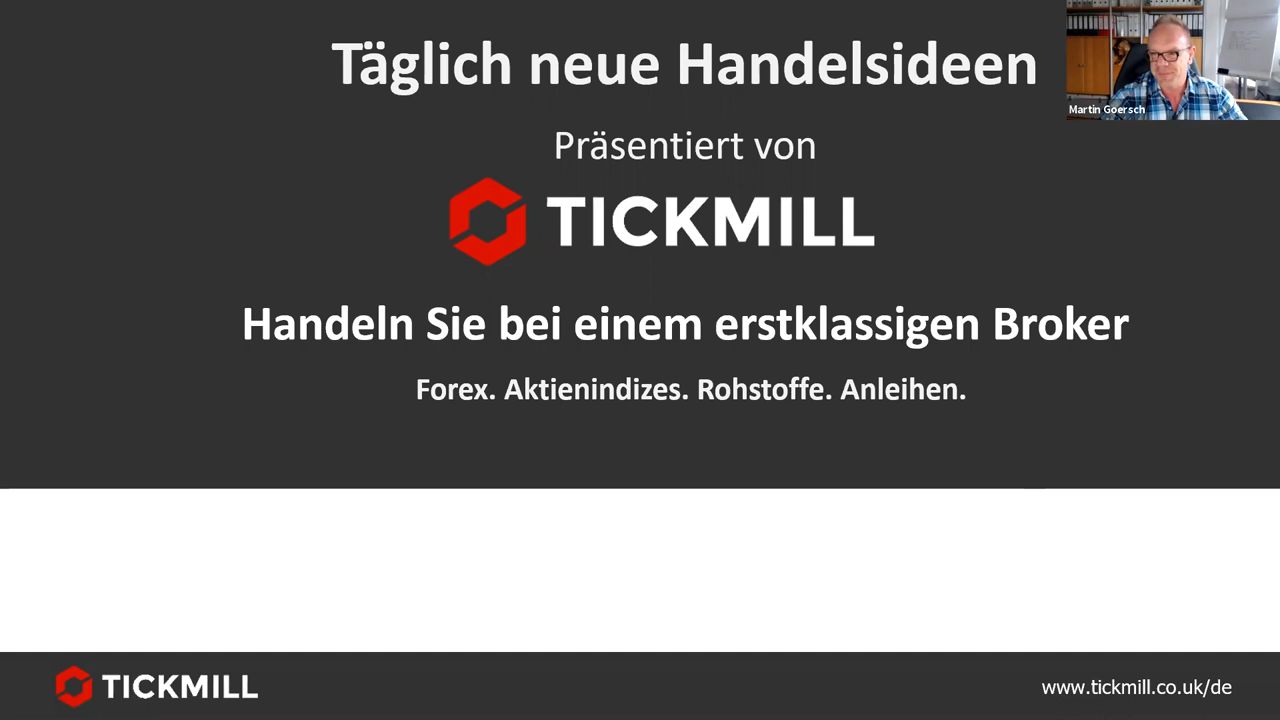 Täglich neue Handelsideen
Martin Goersch
Präsentiert von
TICKMILL
Handeln Sie bei einem erstklassigen Broker
Forex. Aktienindizes. Rohstoffe. Anleihen.
TICKMILL
www.tickmill.co.uk/de